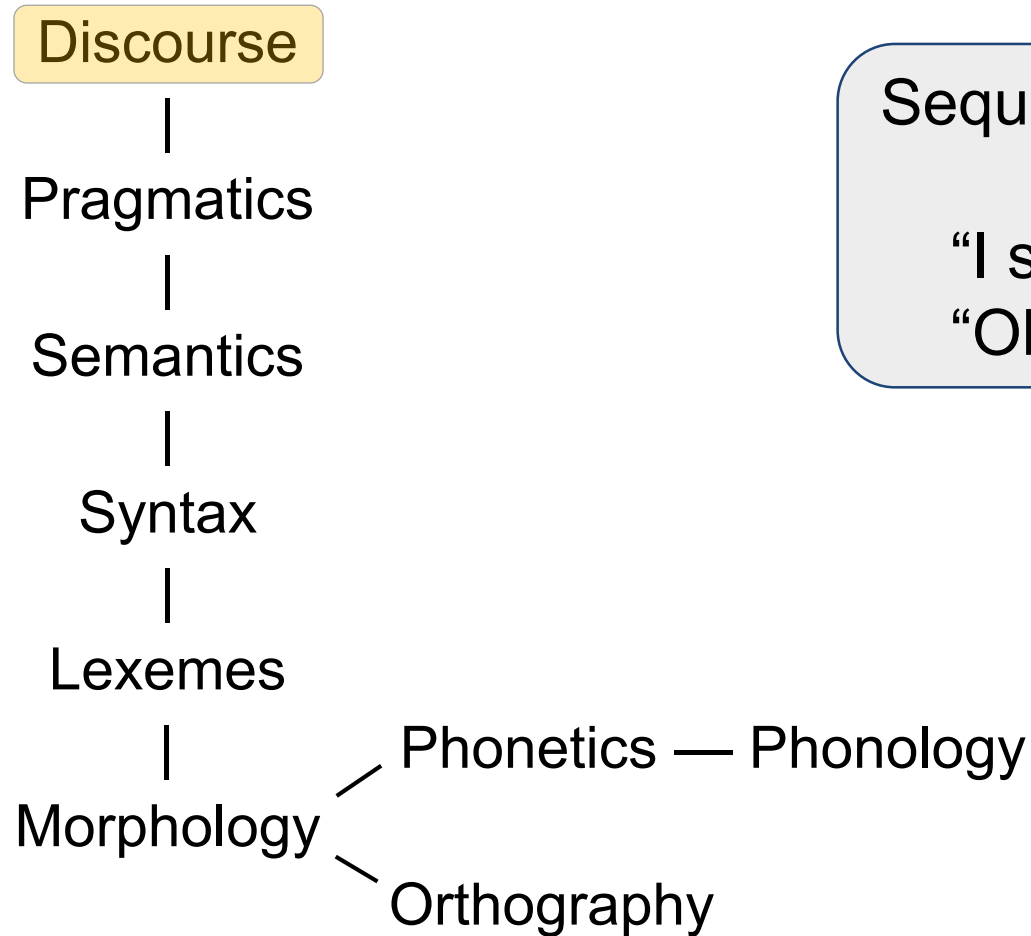 Discourse
Pragmatics
Semantics
Syntax
Lexemes
Morphology
Phonetics — Phonology
Orthography
“I